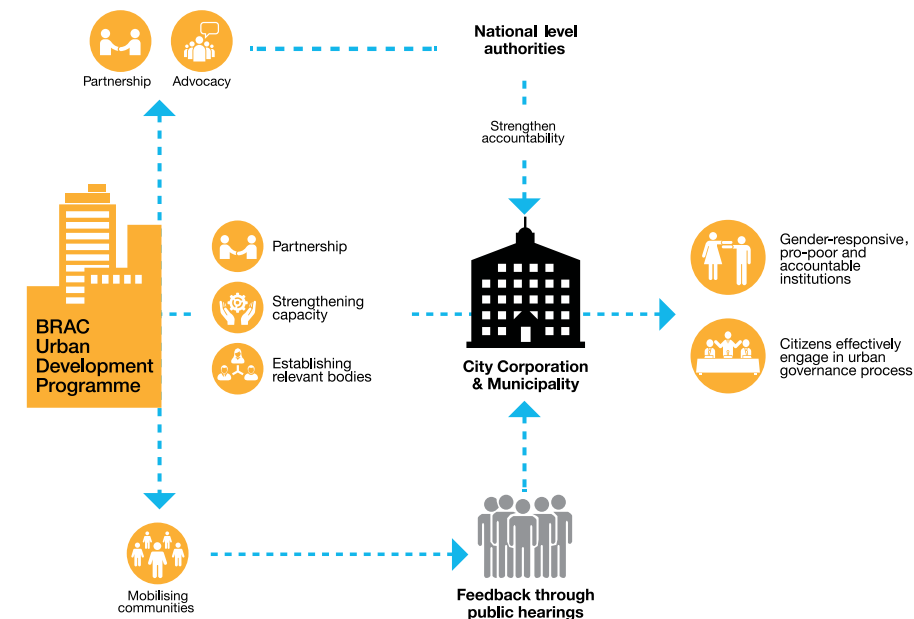 National level
authorities
Partnership
Advocacy
Strengthen
accountability
BRAC
Urban
Development
Programme
Partnership
Strengthening
capacity
Establishing
relevant bodies
City Corporation
& Municipality
Gender-responsive,
pro-poor and
accountable
institutions
Citizens effectively
engage in urban
governance process
Mobilising
communities
Feedback through
public hearings